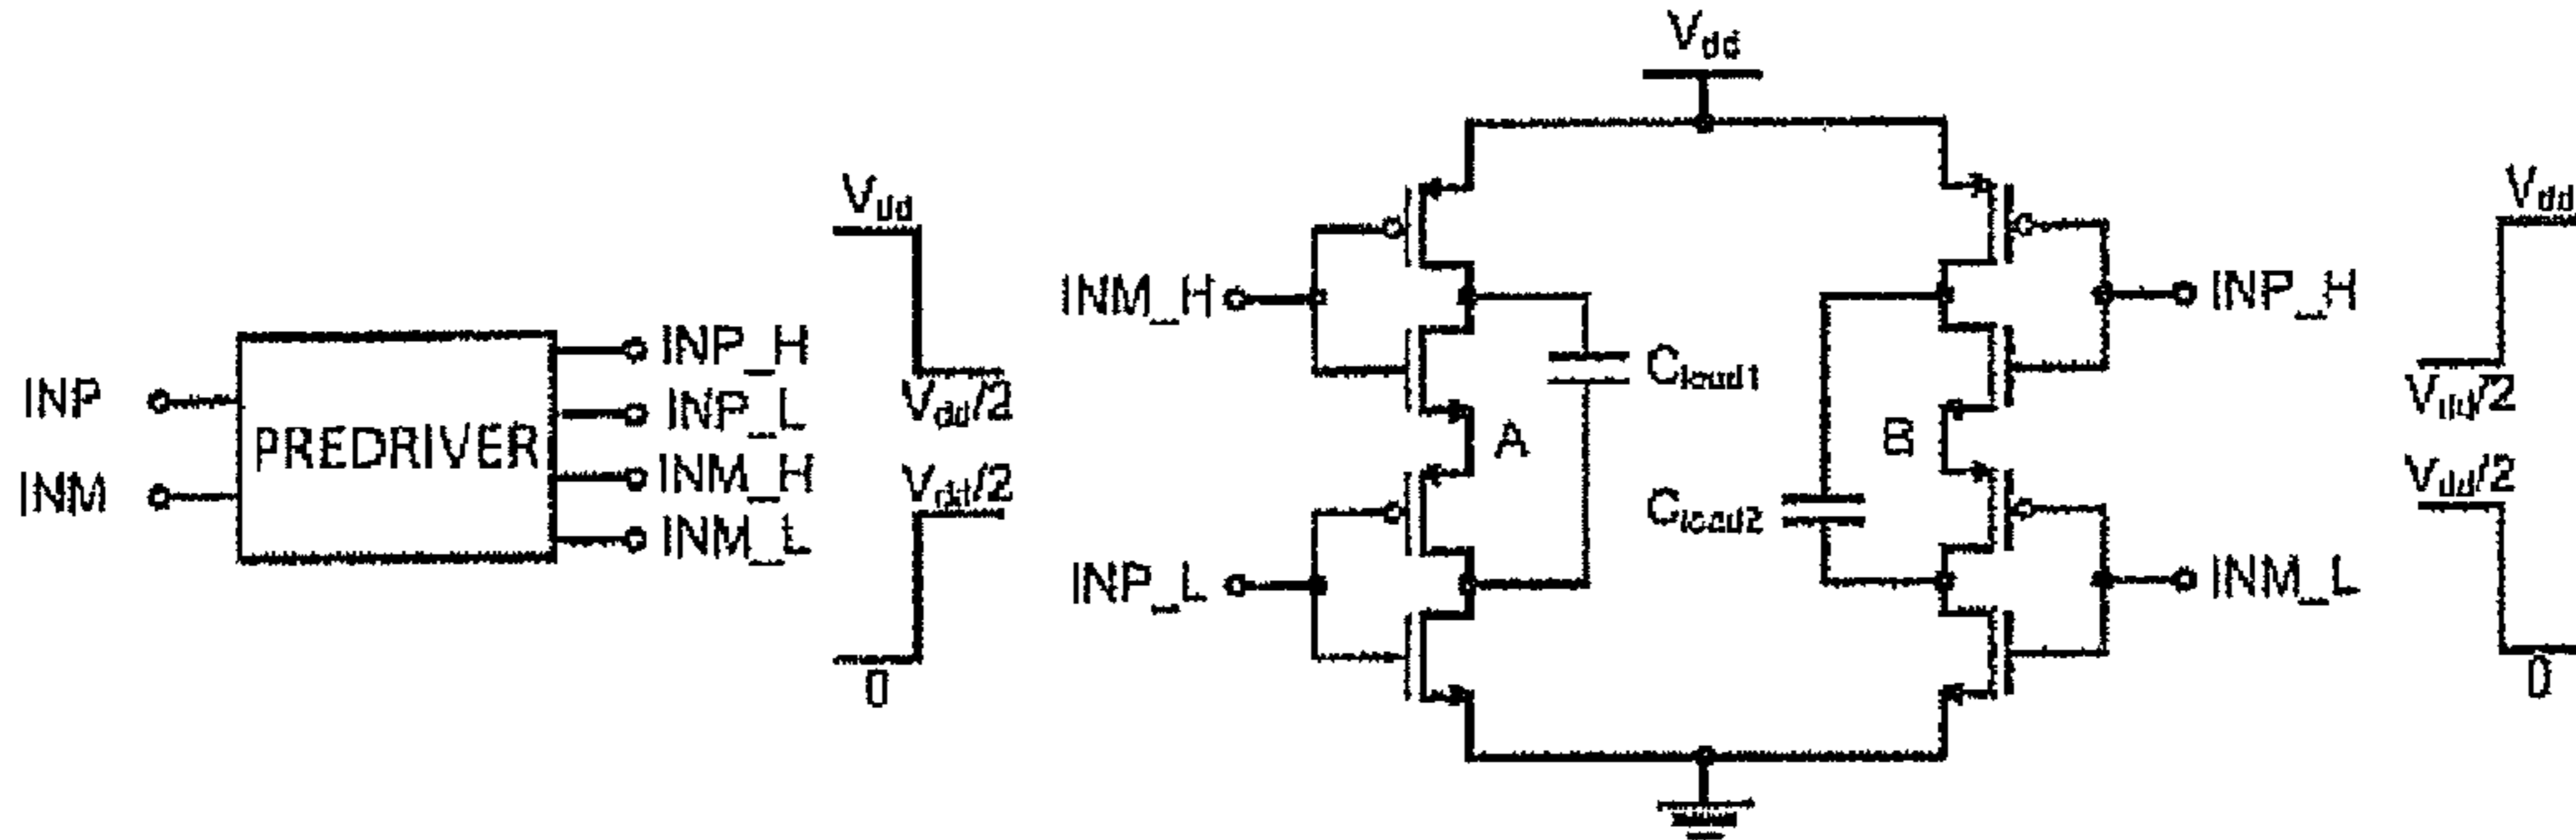 INP
INM
PREDRIVER
INP_H
INP_L
INM_H
INM_L
Vdd
Vdd/2
Vdd/2
0
Vdd
INM_H
INP_L
A
Cload1
B
Cload2
INP_H
INM_L
Vdd
Vdd/2
Vdd/2
0